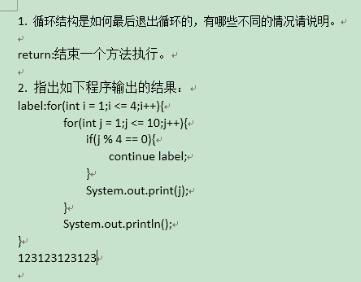 1. 循环结构是如何最后退出循环的，有哪些不同的情况请说明。
return:结束一个方法执行。
2. 指出如下程序输出的结果：
label:for(int i = 1;i <= 4;i++){
for(int j = 1;j <= 10;j++){
if(j % 4 == 0){
continue label;
}
System.out.print(j);
}
System.out.println();
}
123123123123